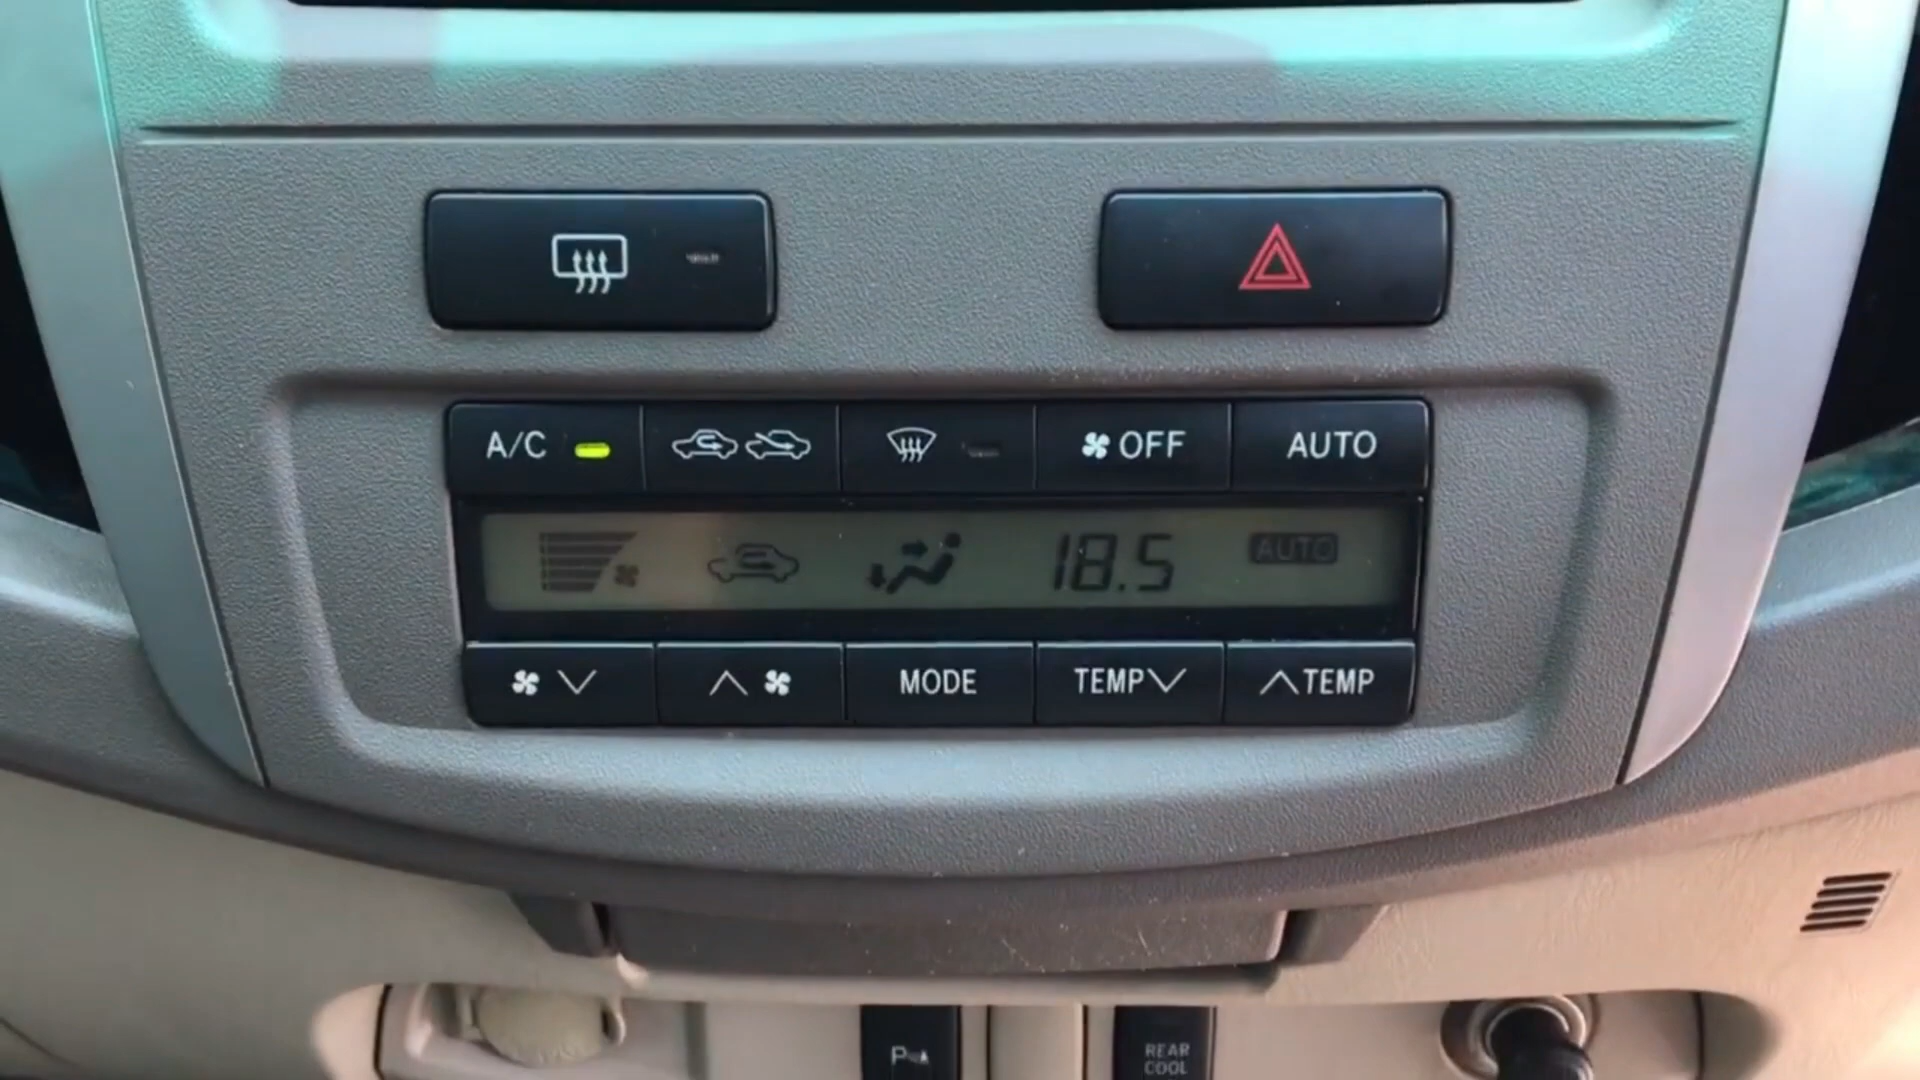 A/C OFF AUTO
18.5 AUTO
MODE TEMP TEMP
P
REAR
COOL